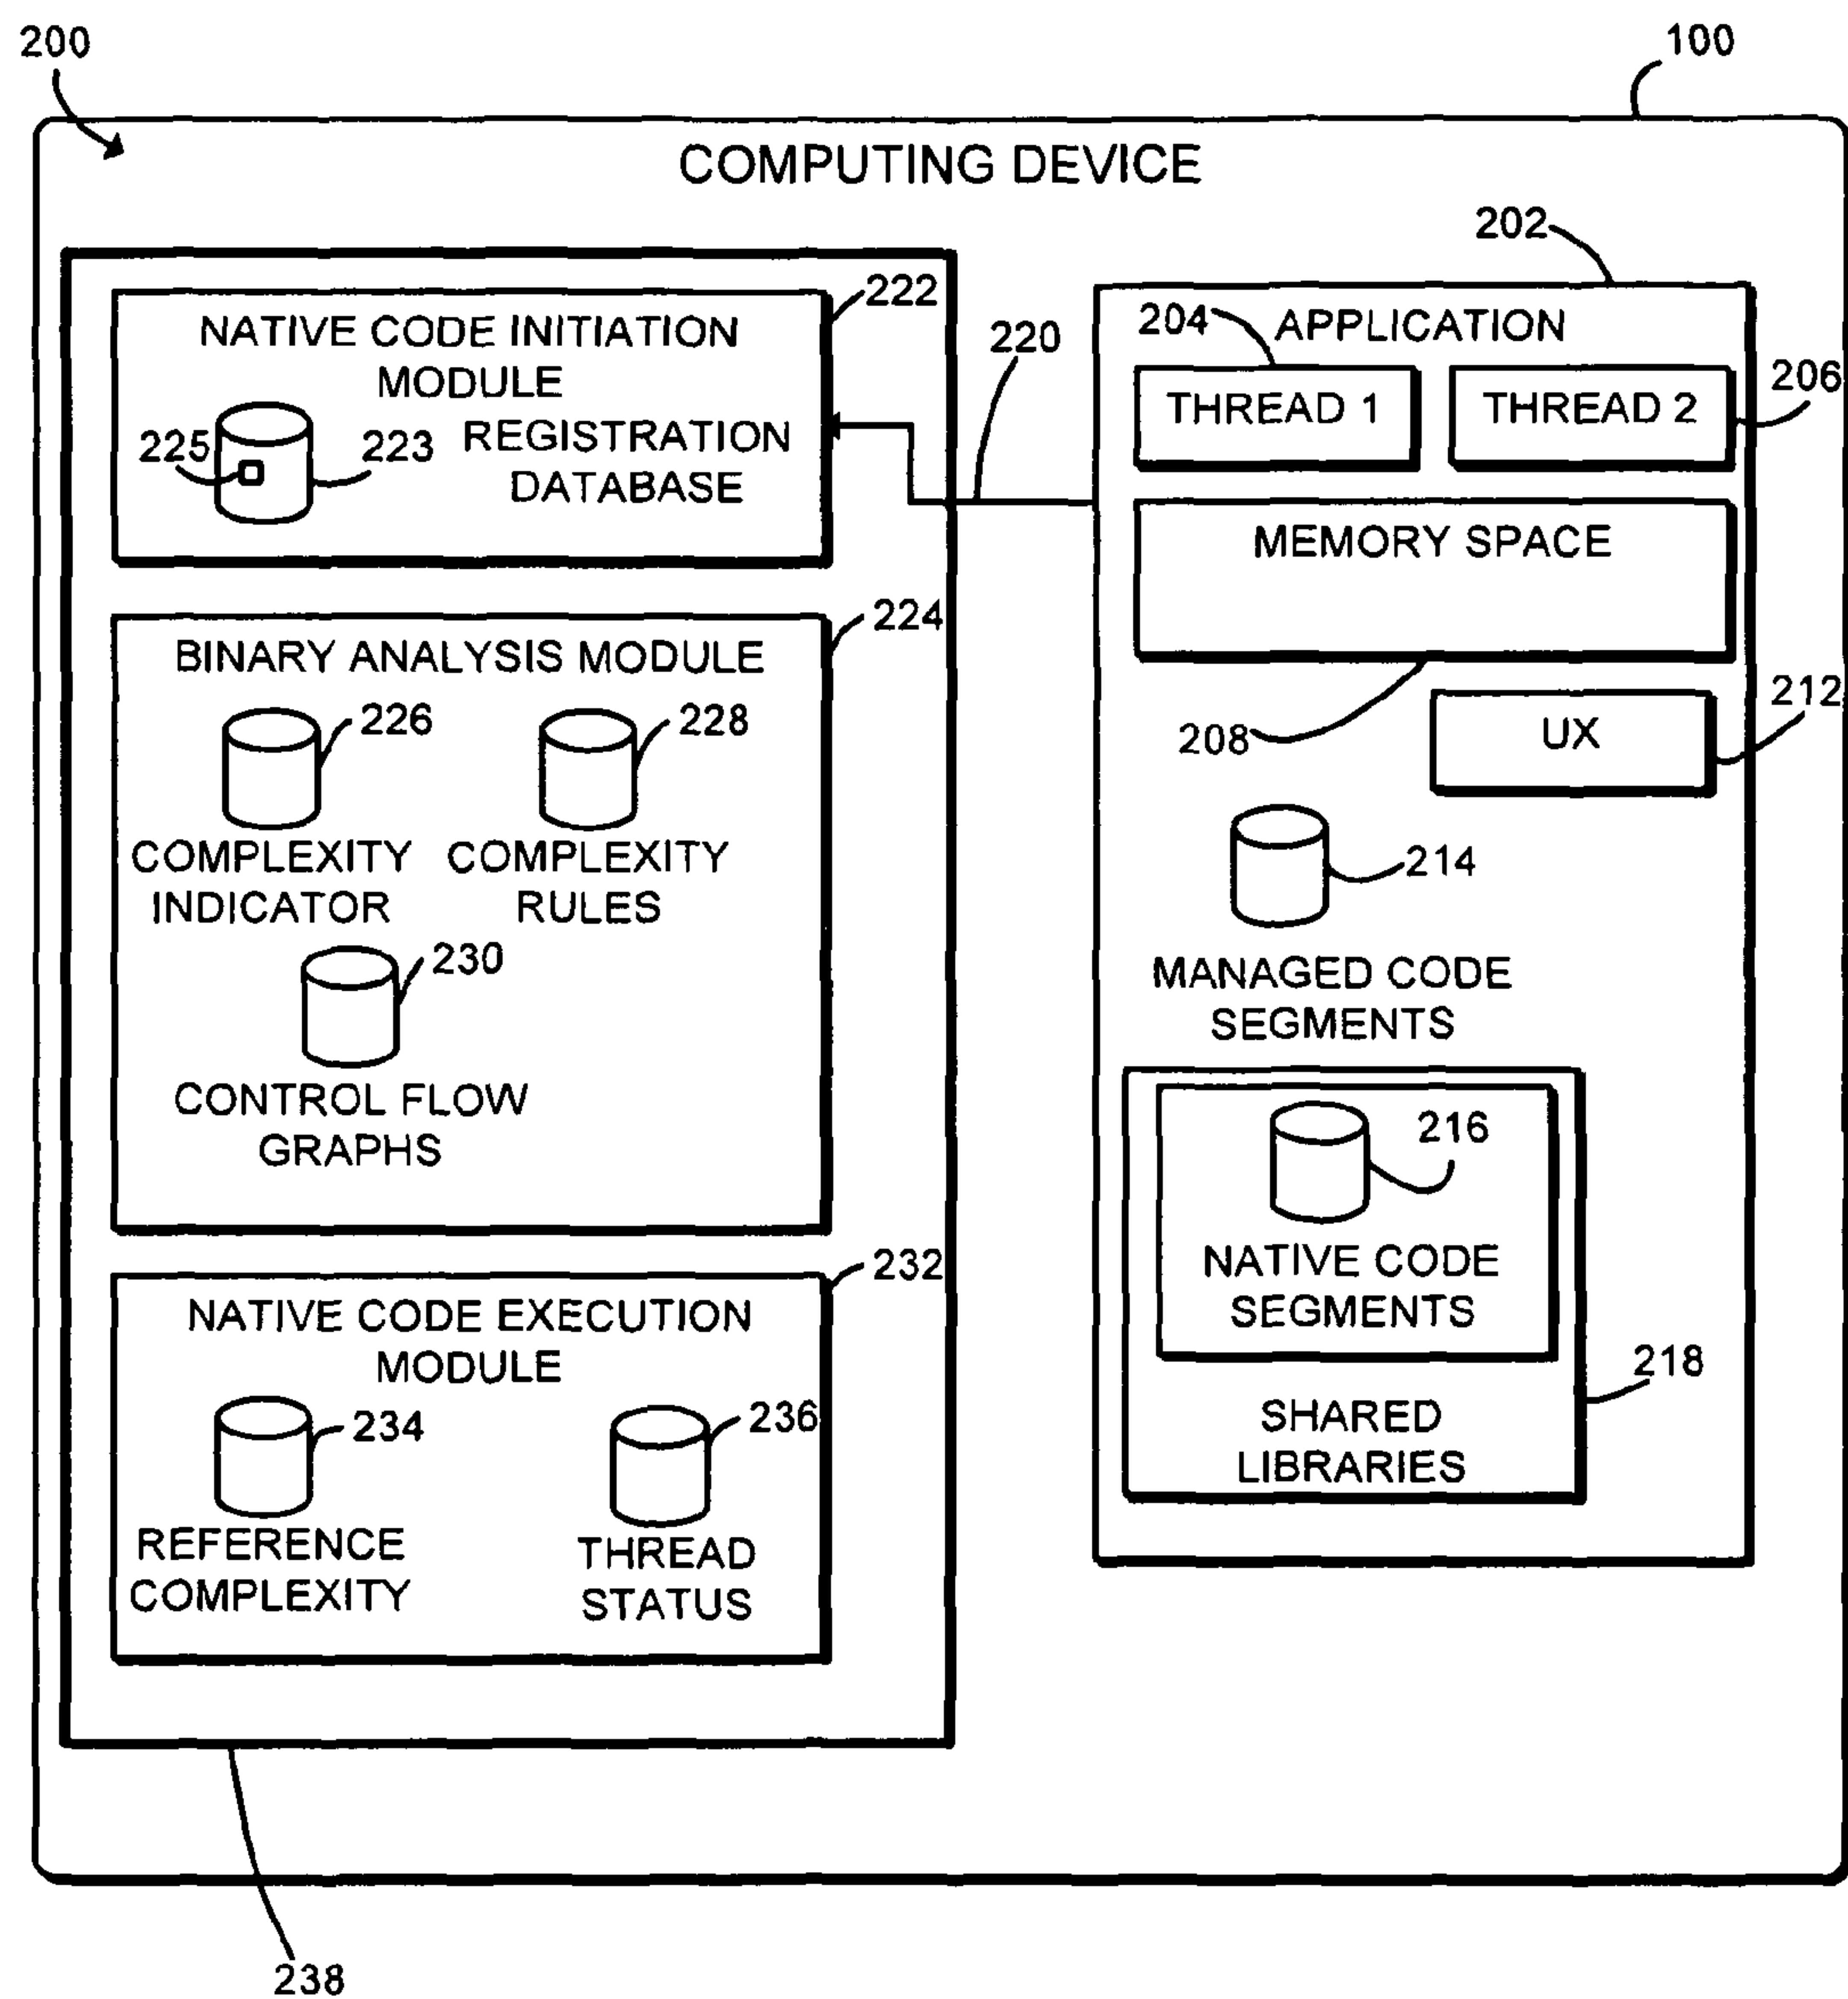 200
100
COMPUTING DEVICE
202
222
NATIVE CODE INITIATION
MODULE
225
223
REGISTRATION
DATABASE
220
204
APPLICATION
THREAD 1
THREAD 2
206
MEMORY SPACE
208
212
UX
214
MANAGED CODE
SEGMENTS
216
NATIVE CODE
SEGMENTS
218
SHARED
LIBRARIES
224
BINARY ANALYSIS MODULE
226
228
COMPLEXITY
INDICATOR
COMPLEXITY
RULES
230
CONTROL FLOW
GRAPHS
232
NATIVE CODE EXECUTION
MODULE
234
236
REFERENCE
COMPLEXITY
THREAD
STATUS
238